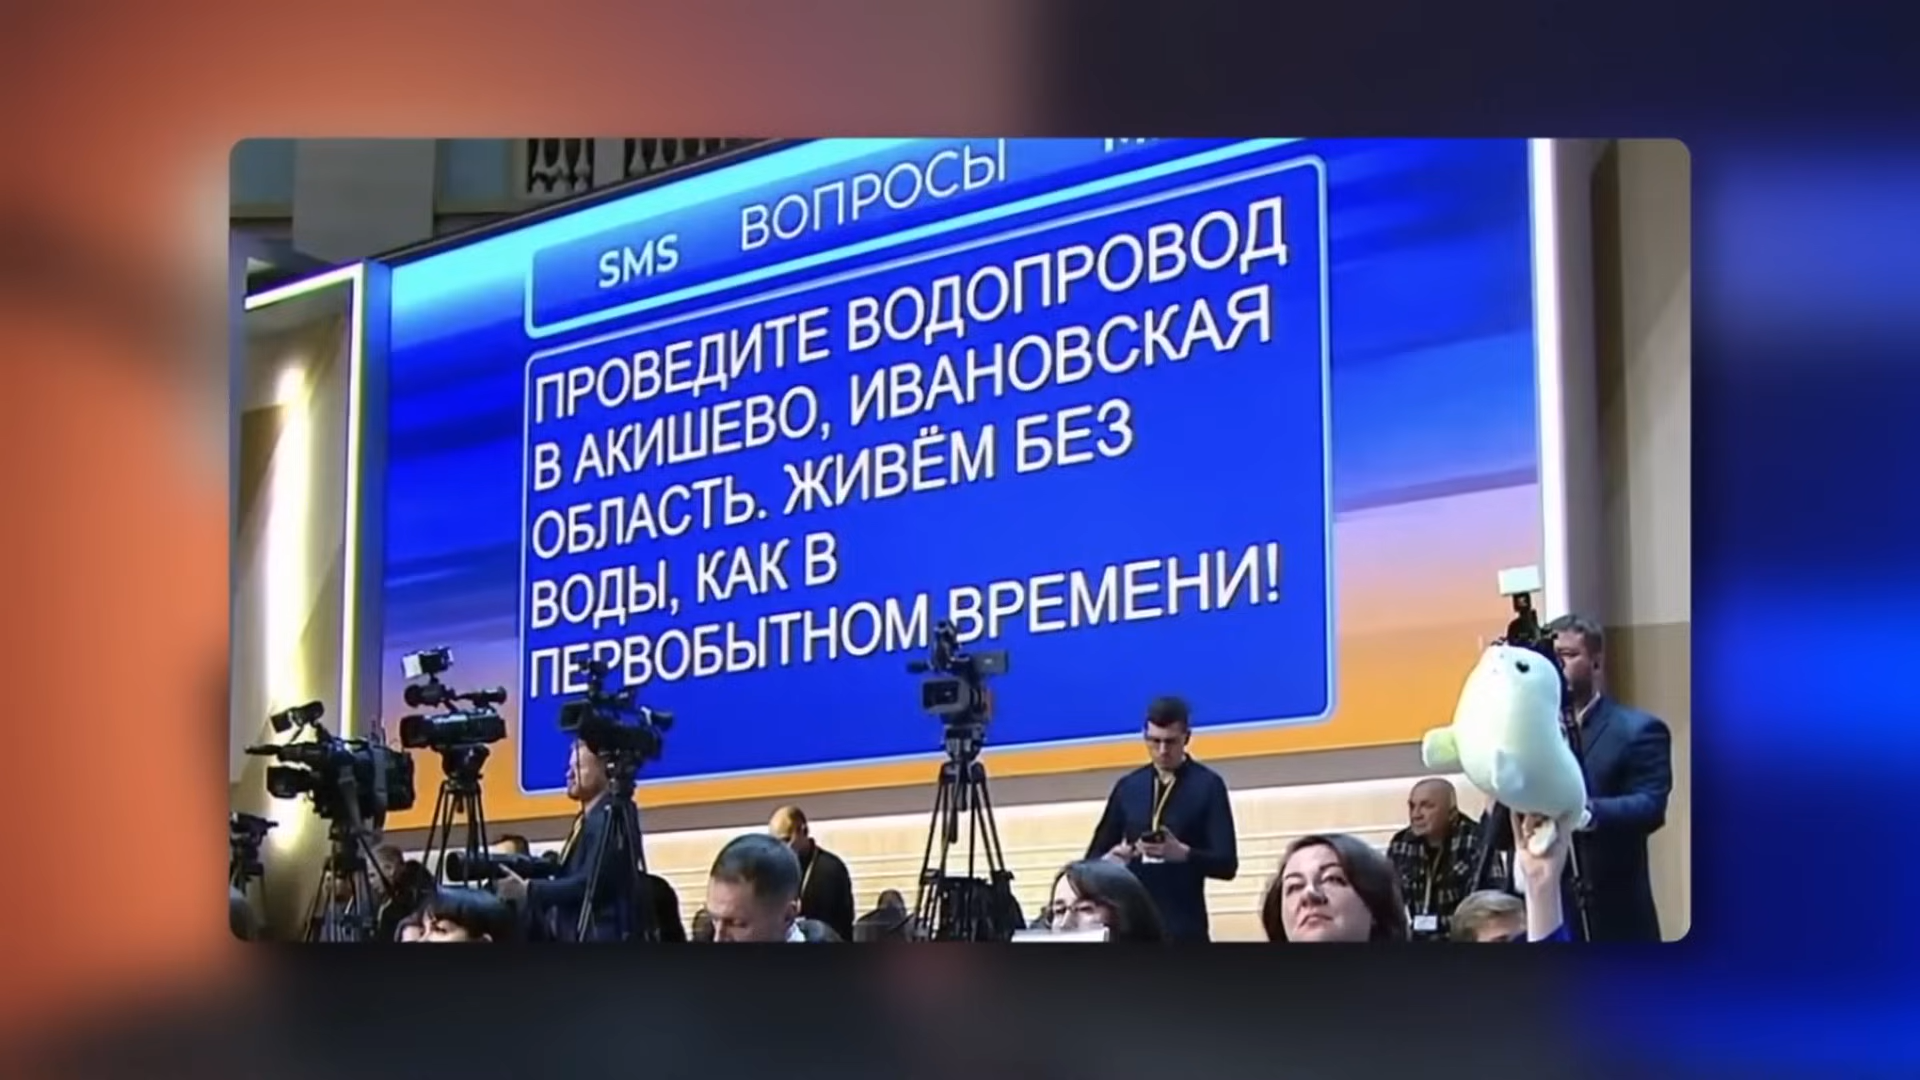 SMS ВОПРОСЫ
ПРОВЕДИТЕ ВОДОПРОВОД
В АКИШЕВО, ИВАНОВСКАЯ
ОБЛАСТЬ. ЖИВЁМ БЕЗ
ВОДЫ, КАК В
ПЕРВОБЫТНОМ ВРЕМЕНИ!